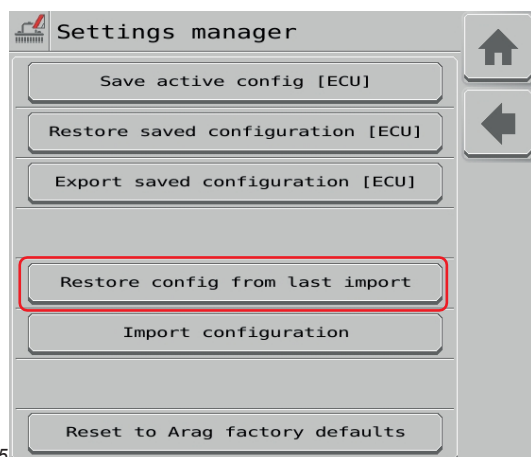 Settings manager
Save active config [ECU]
Restore saved configuration [ECU]
Export saved configuration [ECU]
Restore config from last import
Import configuration
Reset to Arag factory defaults
5